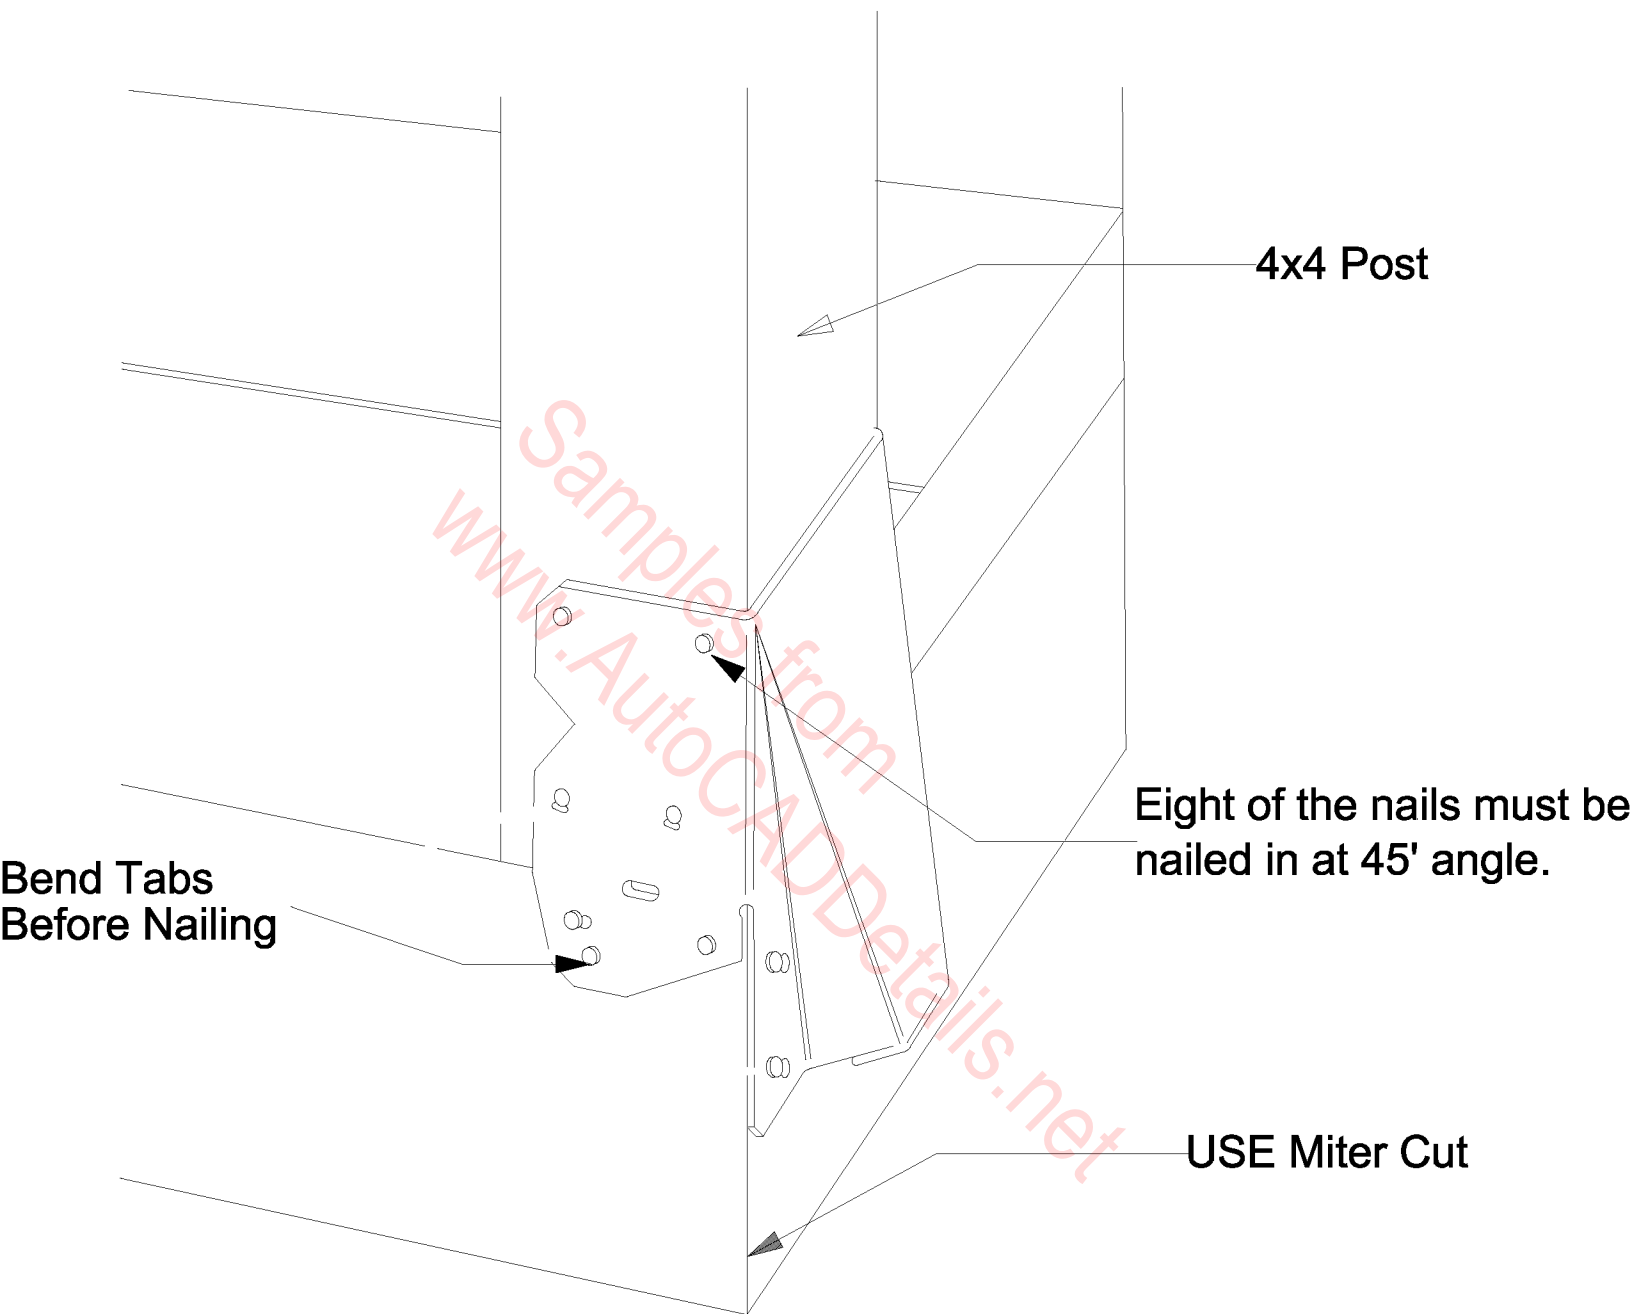 4x4 Post
Samples from
www.AutoCADDetails.net
Eight of the nails must be
nailed in at 45' angle.
Bend Tabs
Before Nailing
USE Miter Cut